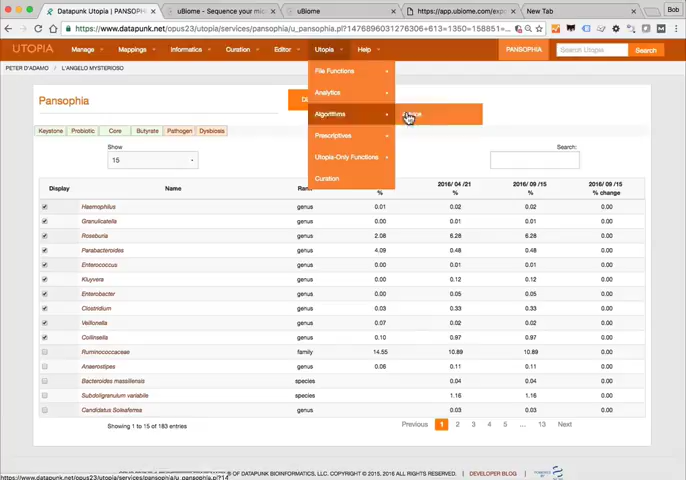 Datapunk Utopia | PANSOPH
uBiome - Sequence your mic
uBiome
https://app.ubiome.com/exp
New Tab
Bob
https://www.datapunk.net/opus23/utopia/services/pansophia/u_pansophia.pl?1476896931276306=613=1350=158851=
UTOPIA Manage Mappings Informatics Curation Editor Utopia Help PANSOPHIA Search Utopia Search
PETER D'ADAMO | L'ANGELO MYSTERIOSO
File Functions
Analytics
Algorithms
Prescriptives
Utopia-Only Functions
Curation
Pansophia
Keystone Probiotic Core Butyrate Pathogen Dysbiosis
Show
15
Search:
Display Name Rank % 2016/ 04 /21 % 2016/ 09 /15 % 2016/ 09 /15 % change
Haemophilus genus 0.01 0.02 0.02 0.00
Granulicatella genus 0.00 0.01 0.01 0.00
Roseburia genus 2.08 6.28 6.28 0.00
Parabacteroides genus 4.09 0.48 0.48 0.00
Enterococcus genus 0.00 0.01 0.01 0.00
Kluyvera genus 0.00 0.12 0.12 0.00
Enterobacter genus 0.00 0.05 0.05 0.00
Clostridium genus 0.03 0.33 0.33 0.00
Veillonella genus 0.07 0.02 0.02 0.00
Collinsella genus 0.10 0.97 0.97 0.00
Ruminococcaceae family 14.55 10.89 10.89 0.00
Anaerostipes genus 0.06 0.11 0.11 0.00
Bacteroides massiliensis species 0.04 0.04 0.00
Subdoligranulum variabile species 1.16 1.16 0.00
Candidatus Soleaferrea genus 0.03 0.03 0.00
Showing 1 to 15 of 183 entries
Previous 1 2 3 4 5 ... 13 Next
https://www.datapunk.net/opus23/utopia/services/pansophia/u_pansophia.pl?14
OF DATAPUNK BIOINFORMATICS, LLC. COPYRIGHT © 2015, 2016 ALL RIGHTS RESERVED. | DEVELOPER BLOG | POWERED BY